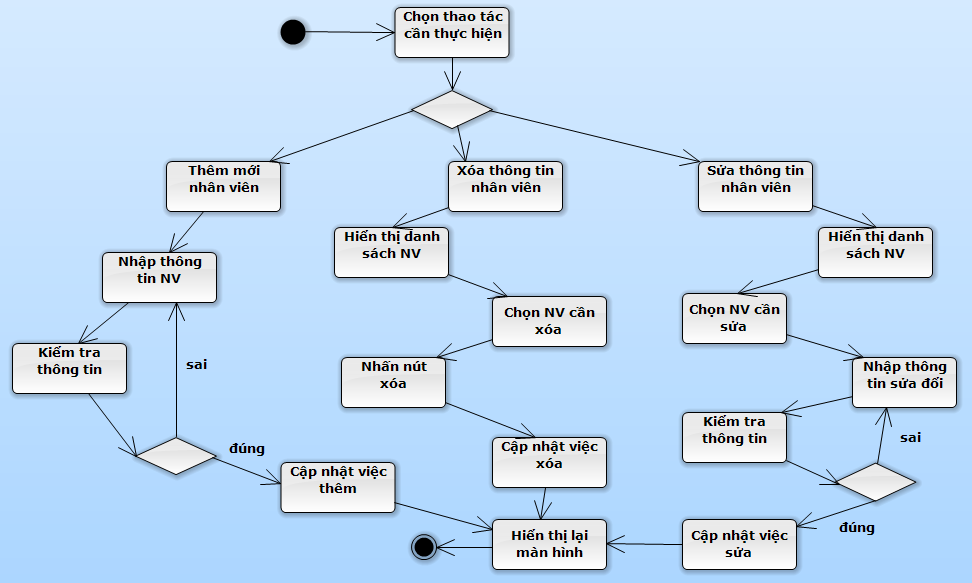 Chọn thao tác
cần thực hiện
Thêm mới
nhân viên
Xóa thông tin
nhân viên
Sửa thông tin
nhân viên
Hiển thị danh
sách NV
Hiển thị danh
sách NV
Nhập thông
tin NV
Chọn NV cần
xóa
Chọn NV cần
sửa
Kiểm tra
thông tin
sai
Nhấn nút
xóa
Nhập thông
tin sửa đổi
Kiểm tra
thông tin
sai
đúng
Cập nhật việc
xóa
Cập nhật việc
thêm
đúng
Hiển thị lại
màn hình
Cập nhật việc
sửa